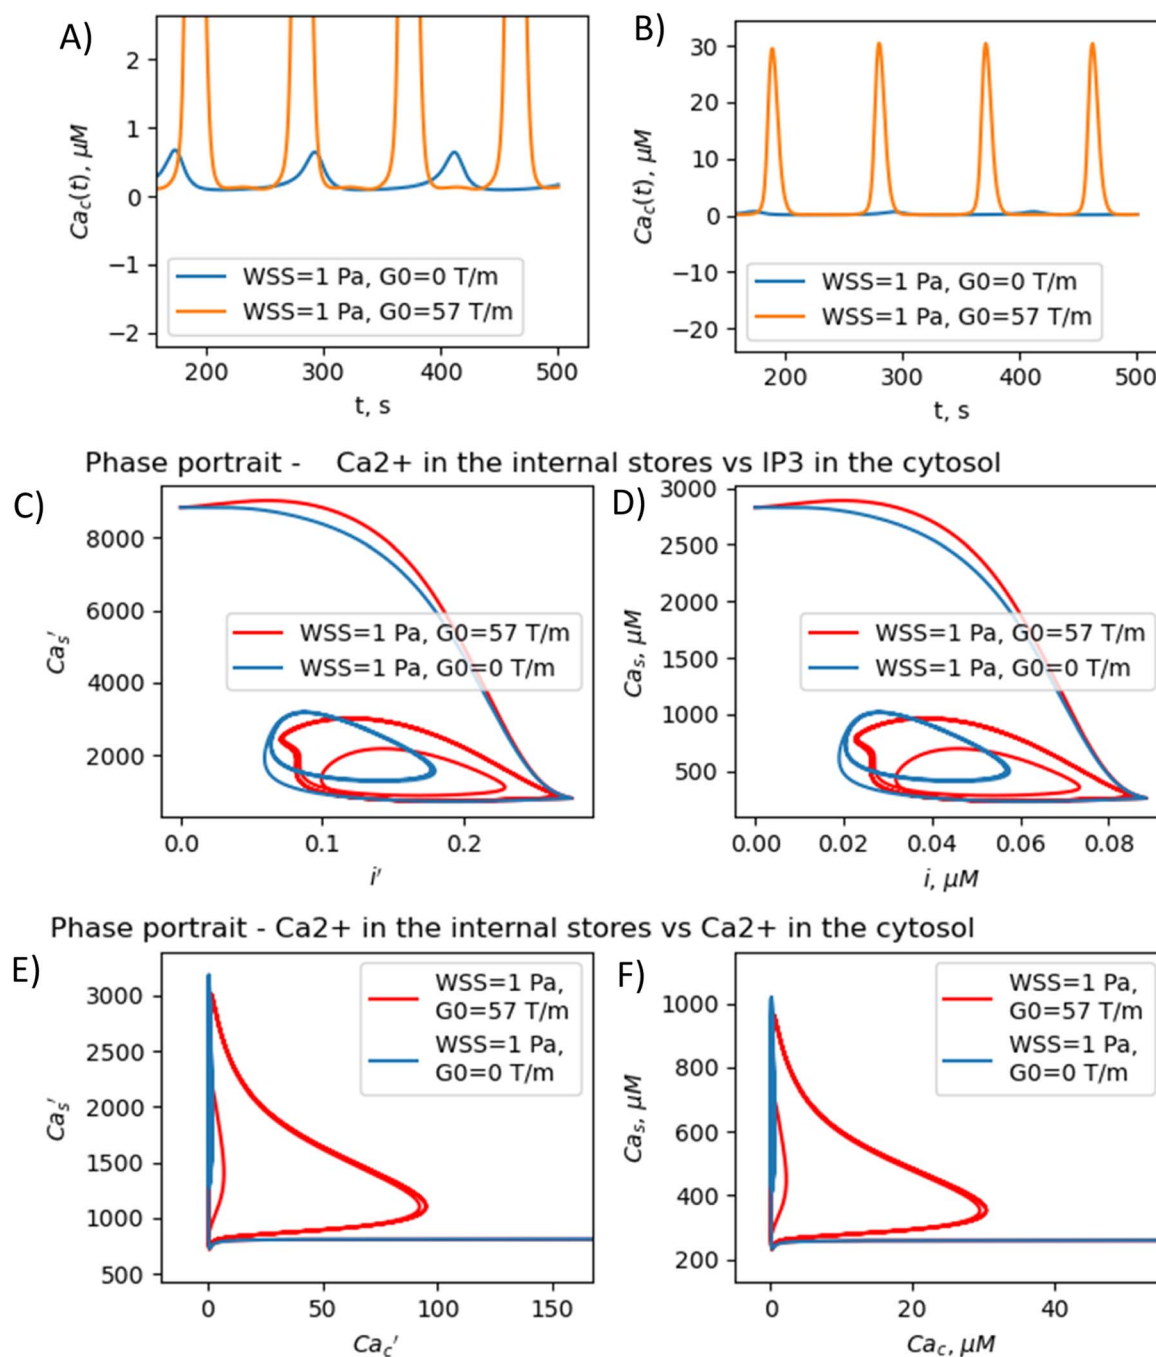 A)
2
1
0
−1
−2
Ca_c(t), μM
WSS=1 Pa, G0=0 T/m
WSS=1 Pa, G0=57 T/m
200 300 400 500
t, s
B)
30
20
10
0
−10
−20
Ca_c(t), μM
WSS=1 Pa, G0=0 T/m
WSS=1 Pa, G0=57 T/m
200 300 400 500
t, s
Phase portrait - Ca2+ in the internal stores vs IP3 in the cytosol
C)
8000
6000
4000
2000
Ca_s'
WSS=1 Pa, G0=57 T/m
WSS=1 Pa, G0=0 T/m
0.0 0.1 0.2
i'
D)
3000
2500
2000
1500
1000
500
Ca_s, μM
WSS=1 Pa, G0=57 T/m
WSS=1 Pa, G0=0 T/m
0.00 0.02 0.04 0.06 0.08
i, μM
Phase portrait - Ca2+ in the internal stores vs Ca2+ in the cytosol
E)
3000
2500
2000
1500
1000
500
Ca_s'
WSS=1 Pa,
G0=57 T/m
WSS=1 Pa,
G0=0 T/m
0 50 100 150
Ca_c'
F)
1000
800
600
400
200
Ca_s, μM
WSS=1 Pa,
G0=57 T/m
WSS=1 Pa,
G0=0 T/m
0 20 40
Ca_c, μM